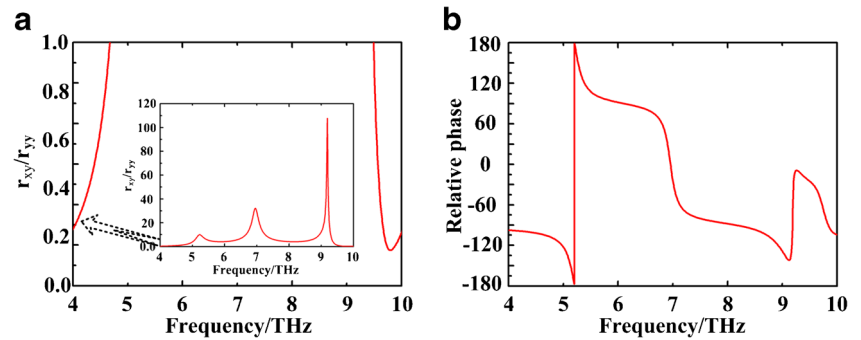 a
b
1.0
0.8
0.6
0.4
0.2
0.0
r_xy/r_yy
4 5 6 7 8 9 10
Frequency/THz
120
100
80
60
40
20
0.0
r_xy/r_yy
4 5 6 7 8 9 10
Frequency/THz
180
120
60
0
-60
-120
-180
Relative phase
4 5 6 7 8 9 10
Frequency/THz